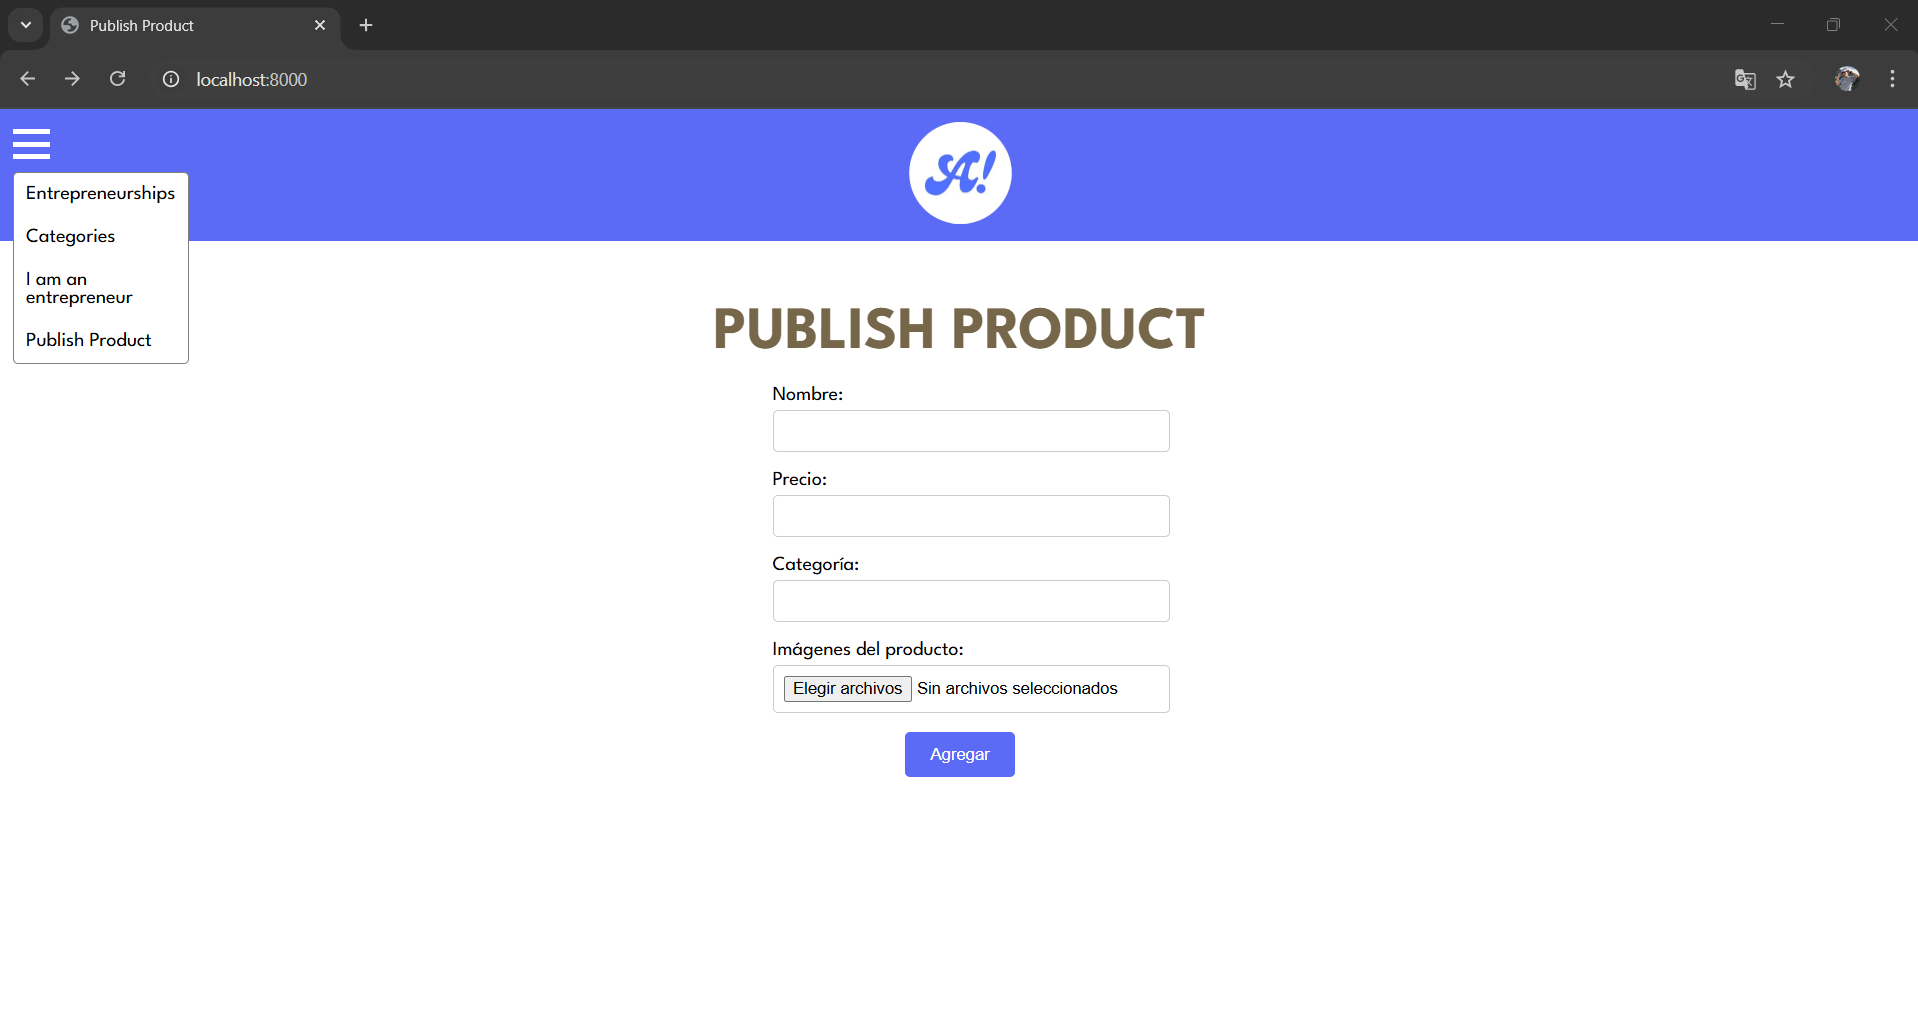 Publish Product
localhost:8000
A!
Entrepreneurships
Categories
I am an
entrepreneur
Publish Product
PUBLISH PRODUCT
Nombre:
Precio:
Categoría:
Imágenes del producto:
Elegir archivos Sin archivos seleccionados
Agregar